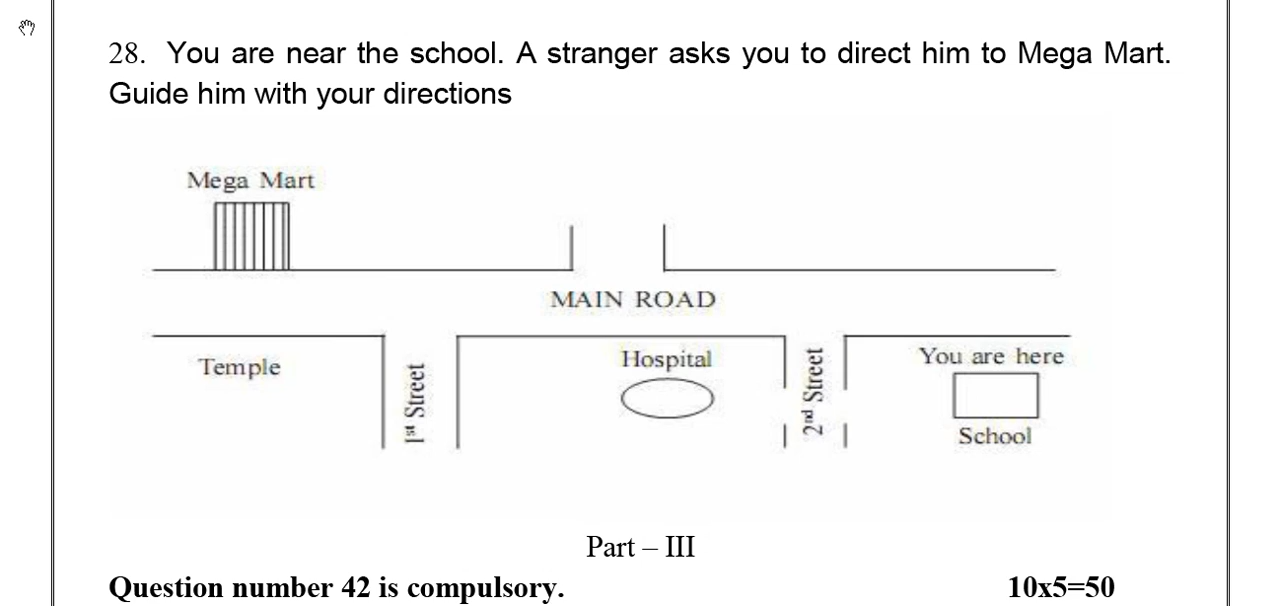 28. You are near the school. A stranger asks you to direct him to Mega Mart.
Guide him with your directions
Mega Mart
MAIN ROAD
Temple
1st Street
Hospital
2nd Street
You are here
School
Part – III
Question number 42 is compulsory. 10x5=50